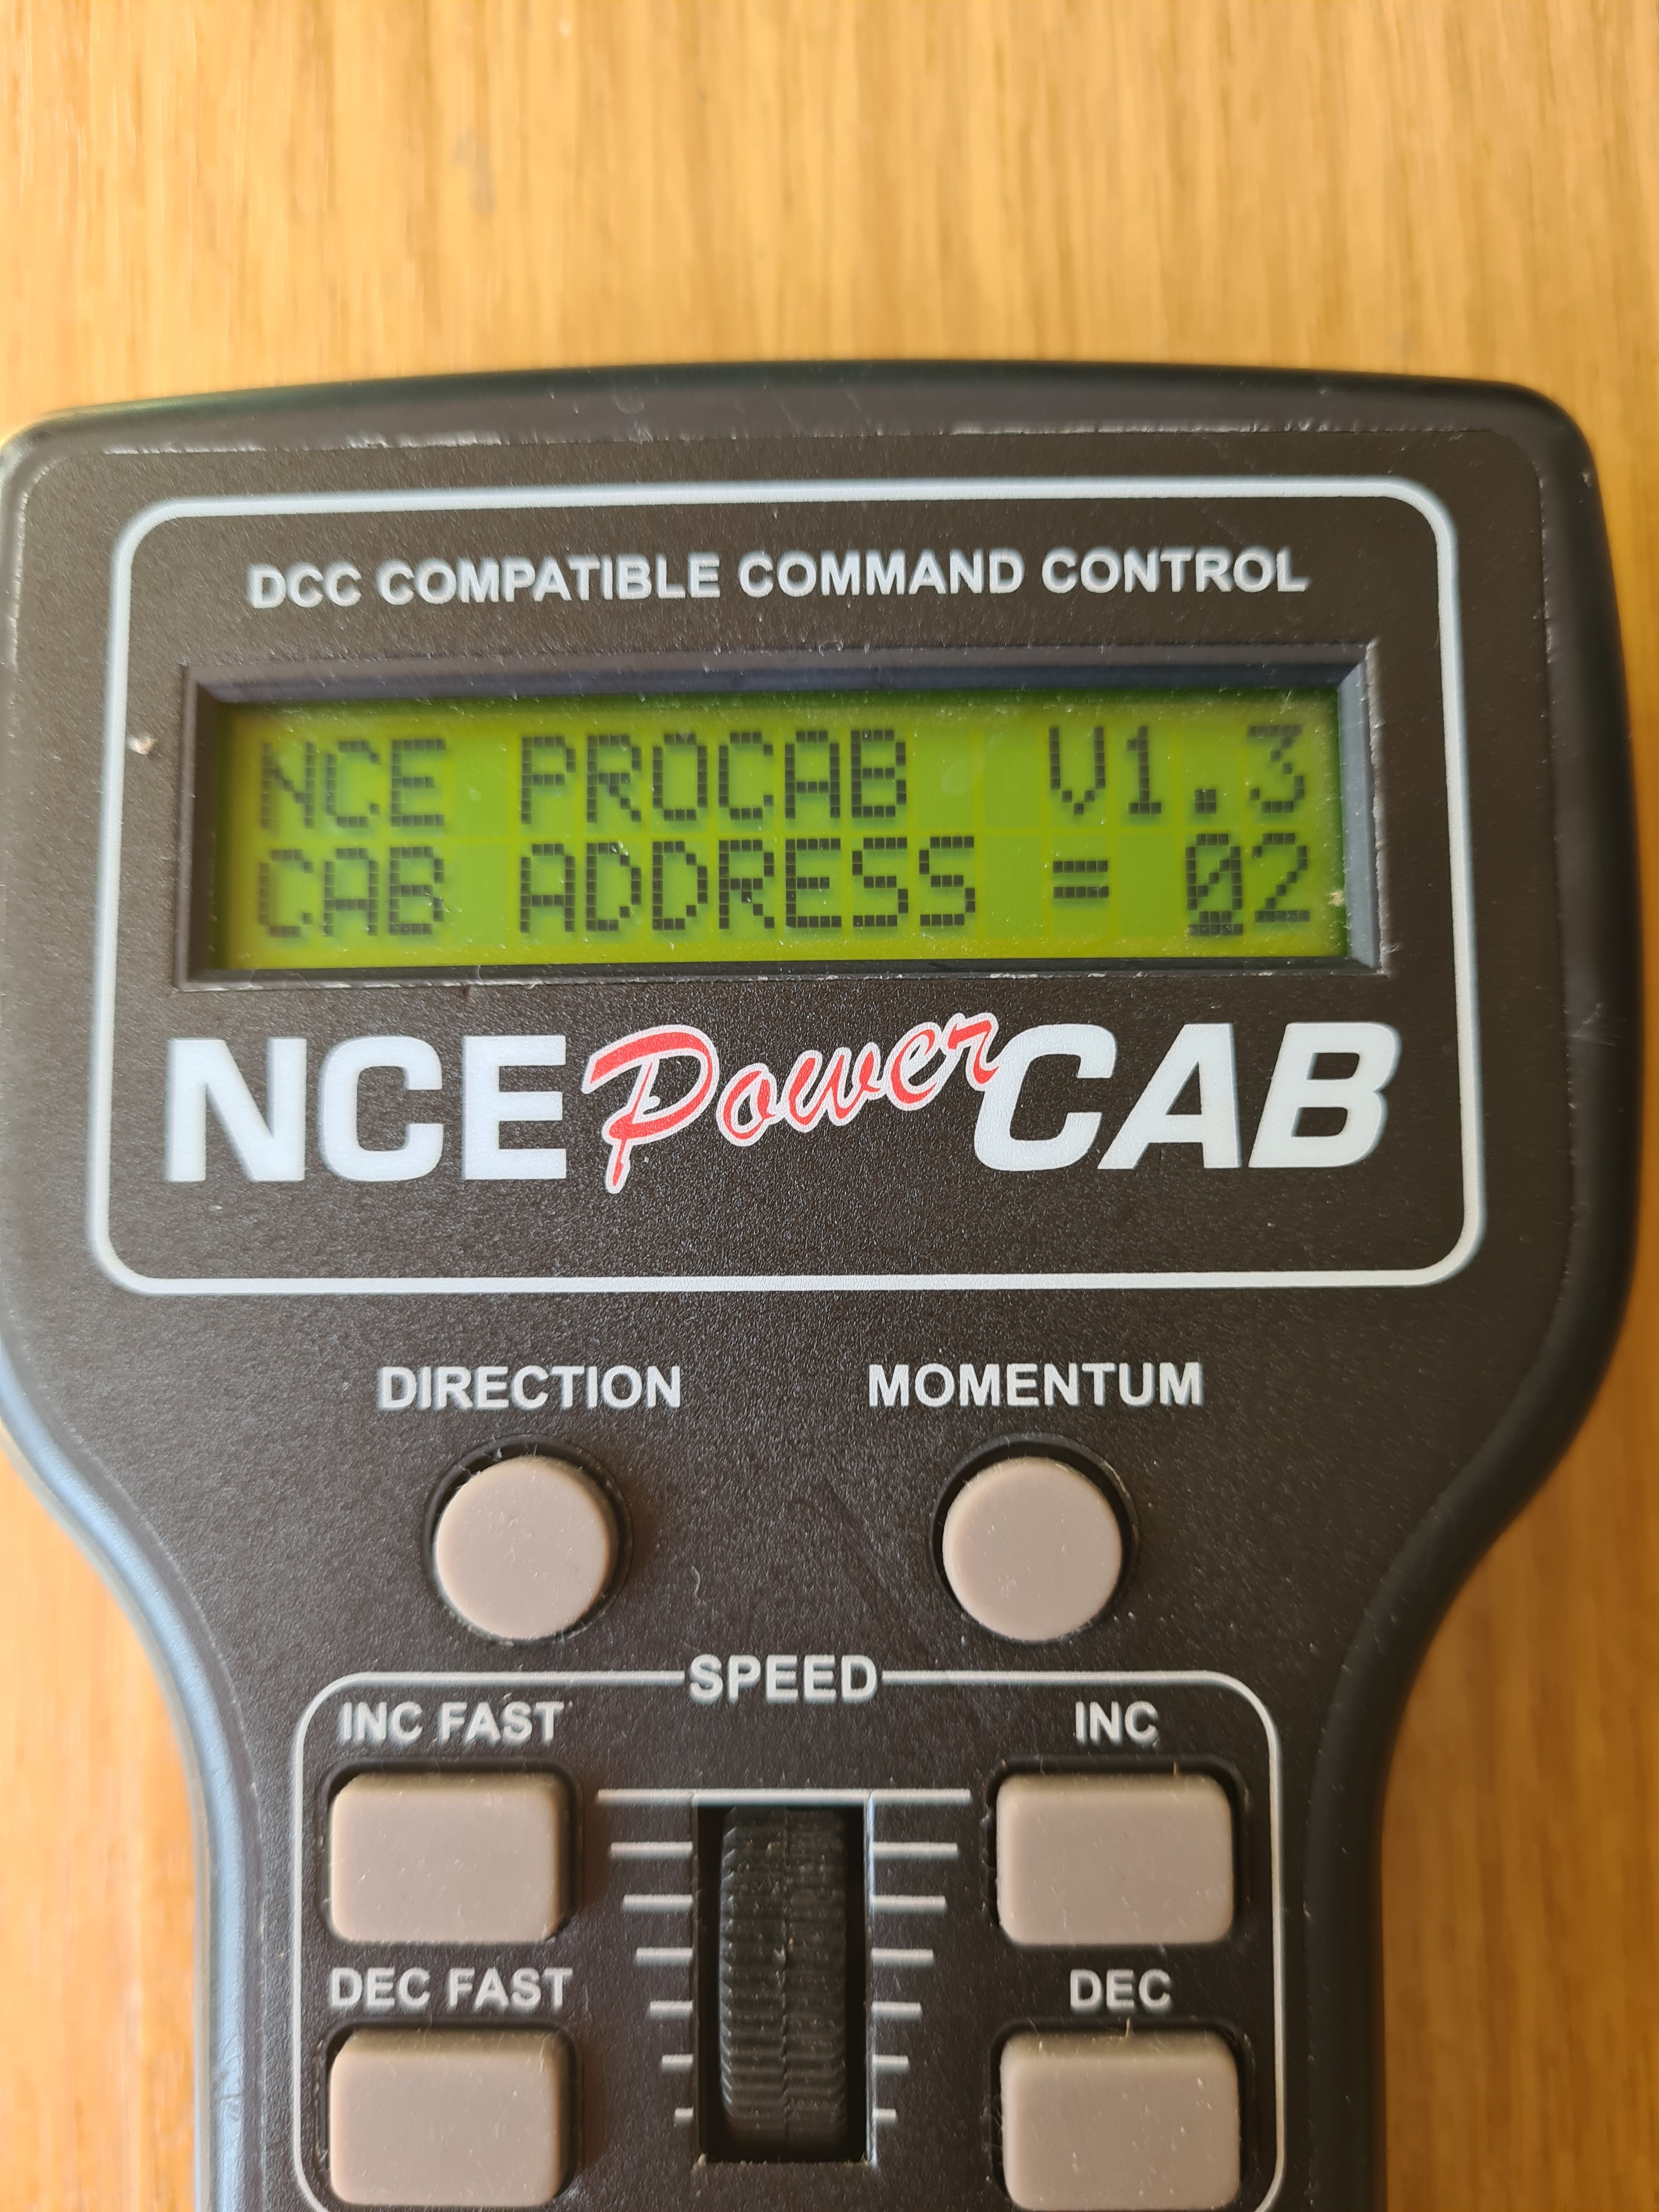 DCC COMPATIBLE COMMAND CONTROL
NCE PROCAB V1.3
CAB ADDRESS = 02
NCE Power CAB
DIRECTION MOMENTUM
SPEED
INC FAST INC
DEC FAST DEC